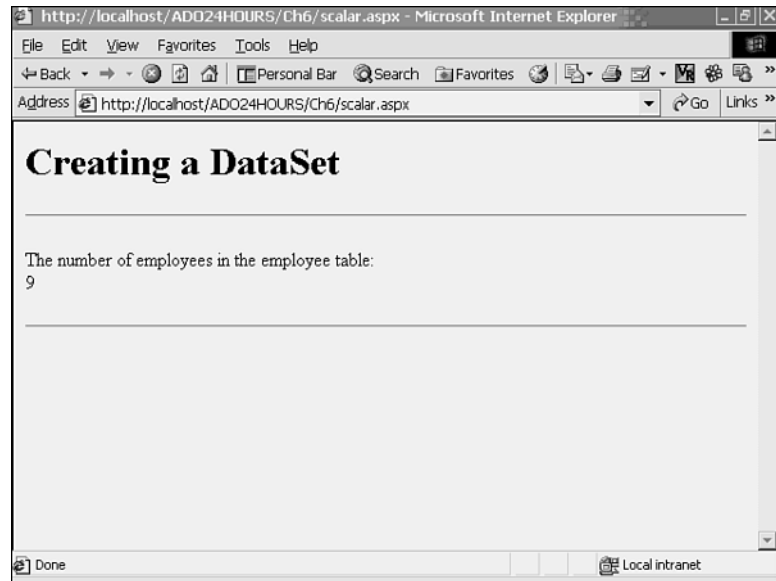 http://localhost/ADO24HOURS/Ch6/scalar.aspx - Microsoft Internet Explorer
File Edit View Favorites Tools Help
Back Personal Bar Search Favorites VR »
Address http://localhost/ADO24HOURS/Ch6/scalar.aspx Go Links »
Creating a DataSet
The number of employees in the employee table:
9
Done Local intranet